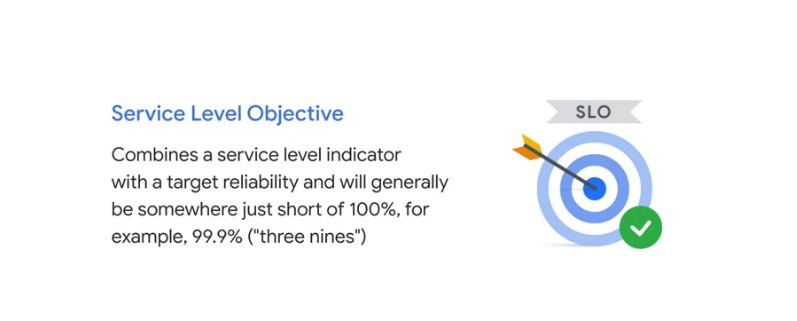 Service Level Objective
Combines a service level indicator
with a target reliability and will generally
be somewhere just short of 100%, for
example, 99.9% ("three nines")
SLO